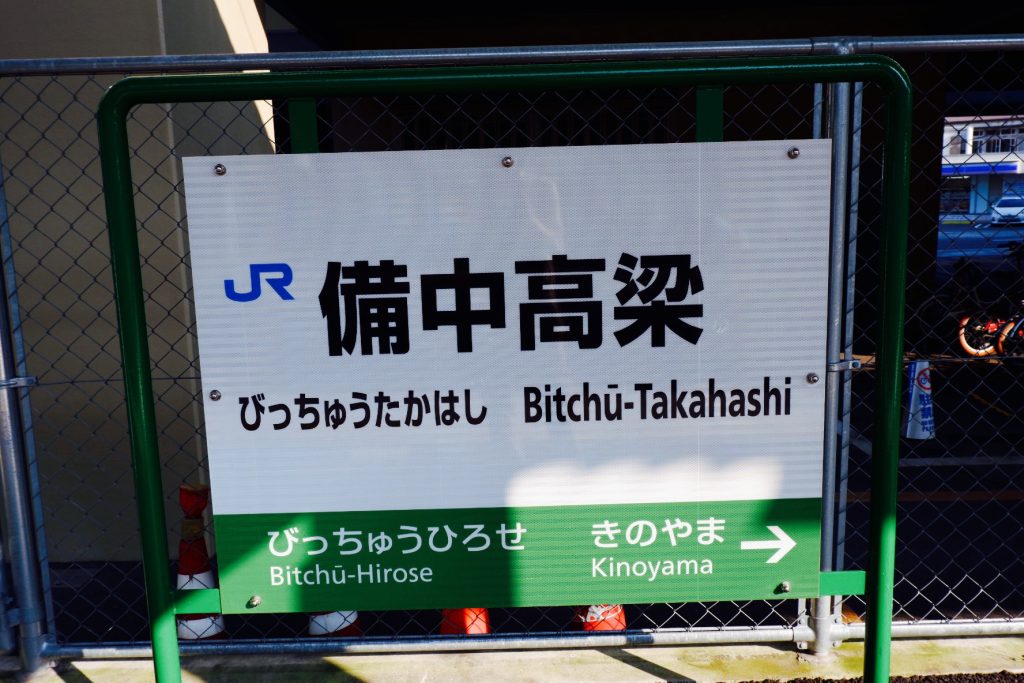 JR 備中高梁
びっちゅうたかはし Bitchū-Takahashi
びっちゅうひろせ きのやま →
Bitchū-Hirose Kinoyama